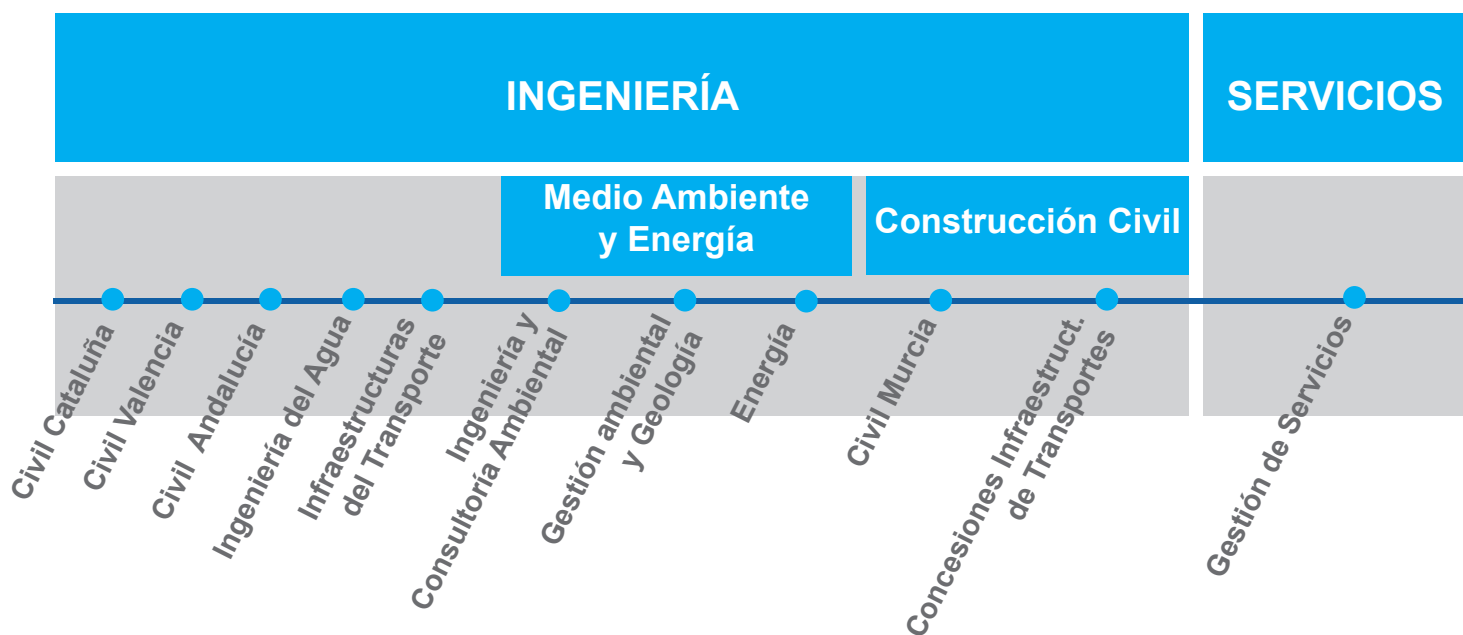 INGENIERÍA
SERVICIOS
Medio Ambiente
y Energía
Construcción Civil
Civil Cataluña
Civil Valencia
Civil Andalucía
Ingeniería del Agua
Infraestructuras
del Transporte
Ingeniería y
Consultoría Ambiental
Gestión ambiental
y Geología
Energía
Civil Murcia
Concesiones Infraestruct.
de Transportes
Gestión de Servicios